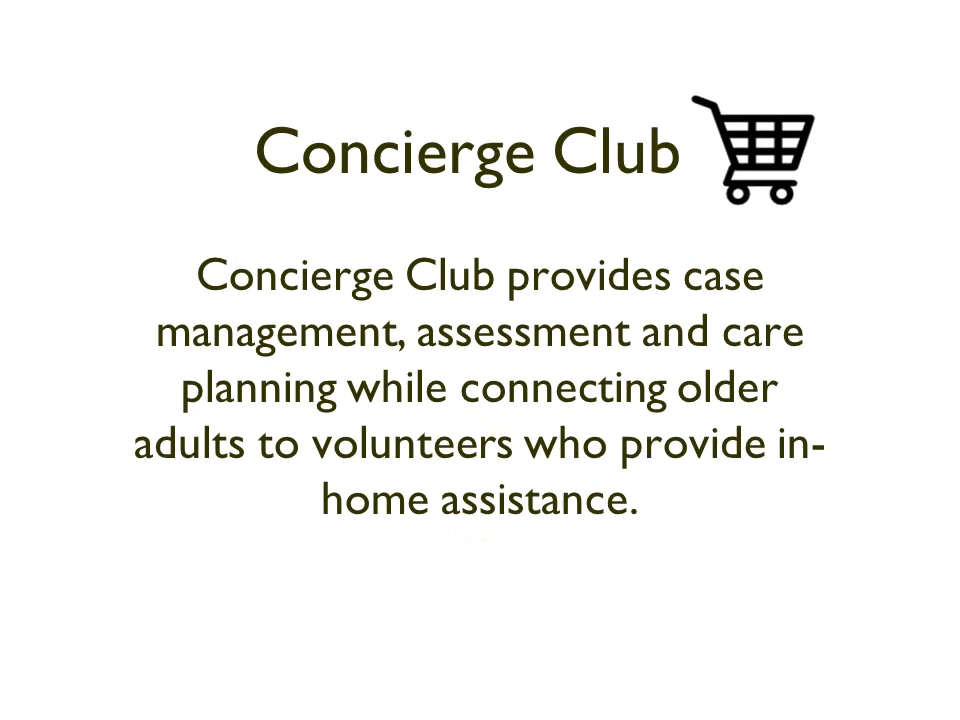 Concierge Club
Concierge Club provides case
management, assessment and care
planning while connecting older
adults to volunteers who provide in-
home assistance.